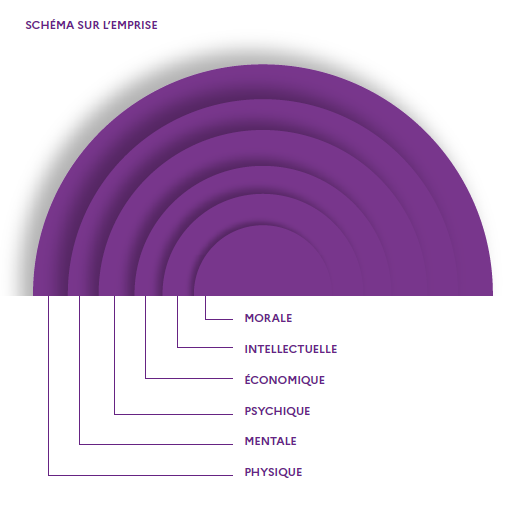 SCHÉMA SUR L’EMPRISE
MORALE
INTELLECTUELLE
ÉCONOMIQUE
PSYCHIQUE
MENTALE
PHYSIQUE